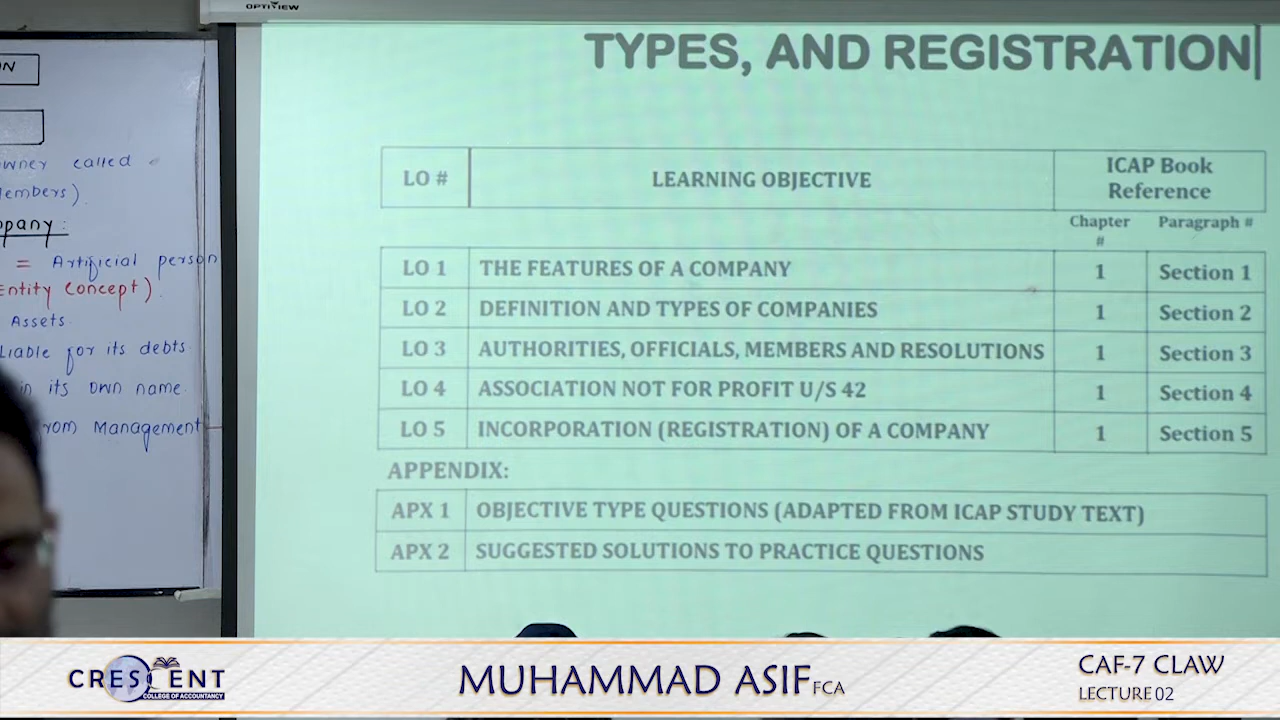 OPTIVIEW
TYPES, AND REGISTRATION
LO # LEARNING OBJECTIVE ICAP Book Reference
Chapter # Paragraph #
LO 1 THE FEATURES OF A COMPANY 1 Section 1
LO 2 DEFINITION AND TYPES OF COMPANIES 1 Section 2
LO 3 AUTHORITIES, OFFICIALS, MEMBERS AND RESOLUTIONS 1 Section 3
LO 4 ASSOCIATION NOT FOR PROFIT U/S 42 1 Section 4
LO 5 INCORPORATION (REGISTRATION) OF A COMPANY 1 Section 5
APPENDIX:
APX 1 OBJECTIVE TYPE QUESTIONS (ADAPTED FROM ICAP STUDY TEXT)
APX 2 SUGGESTED SOLUTIONS TO PRACTICE QUESTIONS
called
= Artificial person
Entity Concept).
Assets.
for its debts.
in its own name.
Management
CRESCENT
COLLEGE OF ACCOUNTANCY
MUHAMMAD ASIF FCA
CAF-7 CLAW
LECTURE 02